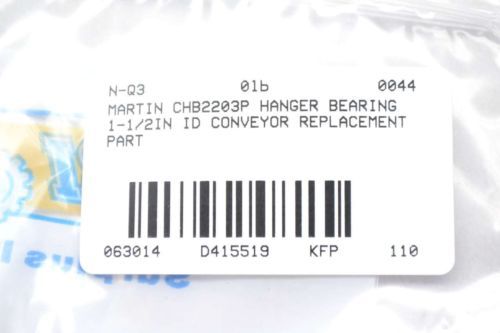 N-Q3 01b 0044
MARTIN CHB2203P HANGER BEARING
1-1/2IN ID CONVEYOR REPLACEMENT
PART
063014 D415519 KFP 110